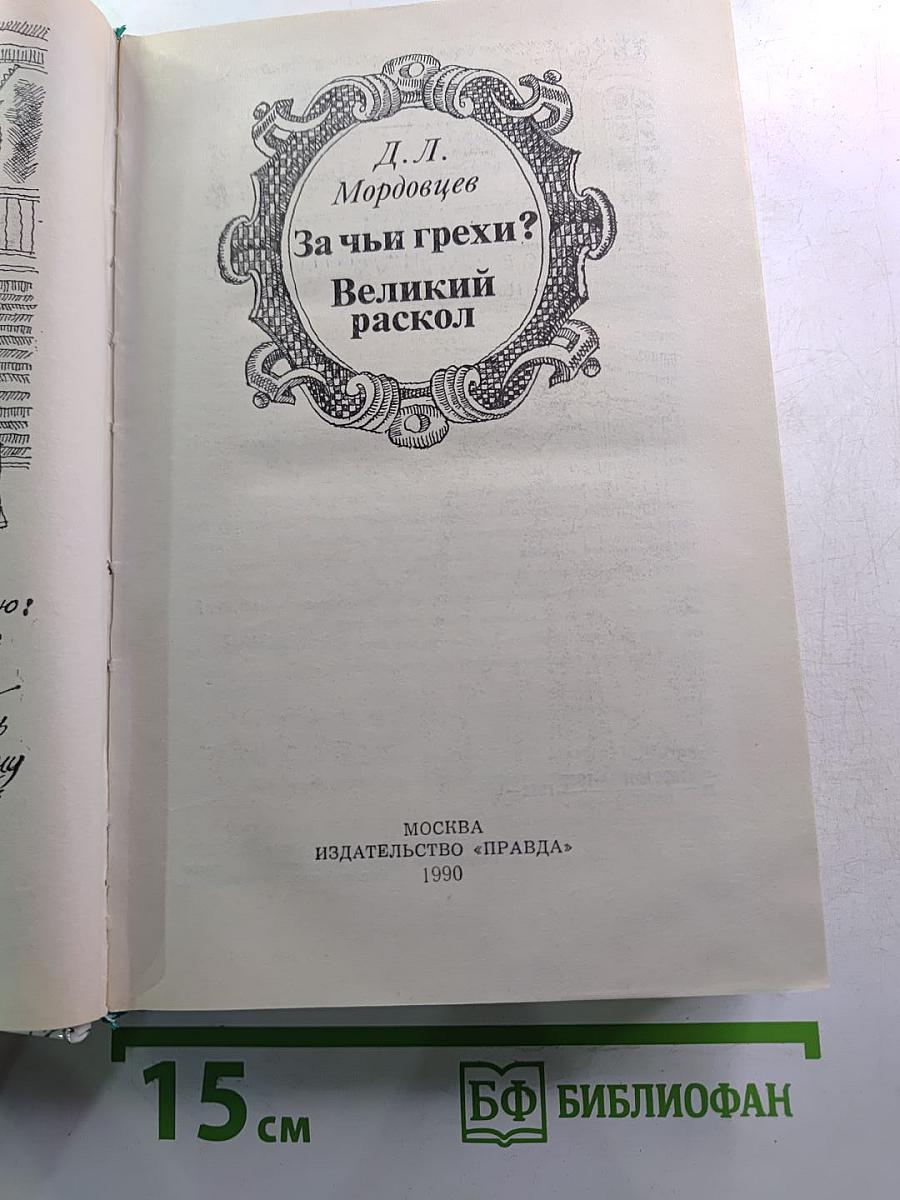 Д. Л.
Мордовцев
За чьи грехи?
Великий
раскол
МОСКВА
ИЗДАТЕЛЬСТВО «ПРАВДА»
1990
15 см
БФ БИБЛИОФАН